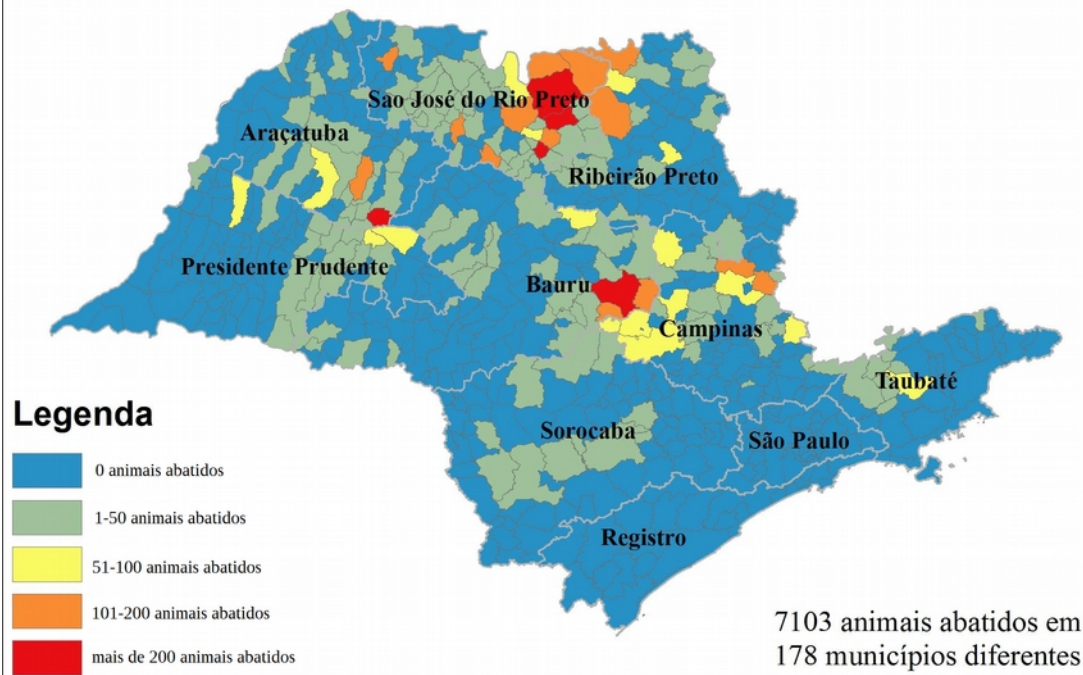 Sao José do Rio Preto
Araçatuba
Ribeirão Preto
Presidente Prudente
Bauru
Campinas
Taubaté
Legenda
Sorocaba
São Paulo
0 animais abatidos
1-50 animais abatidos
Registro
51-100 animais abatidos
101-200 animais abatidos
mais de 200 animais abatidos
7103 animais abatidos em
178 municípios diferentes